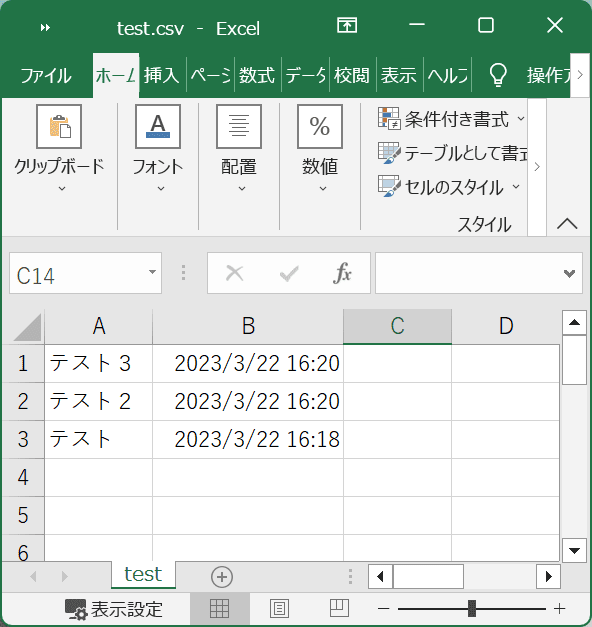 test.csv - Excel
ファイル ホーム 挿入 ページ 数式 データ 校閲 表示 ヘルプ 操作ア
クリップボード フォント 配置 数値
条件付き書式
テーブルとして書式
セルのスタイル
スタイル
C14 fx
A B C D
1 テスト3 2023/3/22 16:20
2 テスト2 2023/3/22 16:20
3 テスト 2023/3/22 16:18
4
5
6
test
表示設定